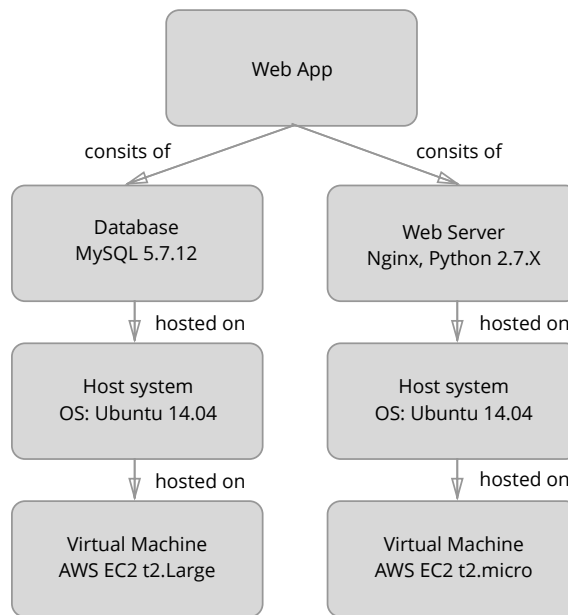 Web App
consits of
consits of
Database
MySQL 5.7.12
Web Server
Nginx, Python 2.7.X
hosted on
hosted on
Host system
OS: Ubuntu 14.04
Host system
OS: Ubuntu 14.04
hosted on
hosted on
Virtual Machine
AWS EC2 t2.Large
Virtual Machine
AWS EC2 t2.micro